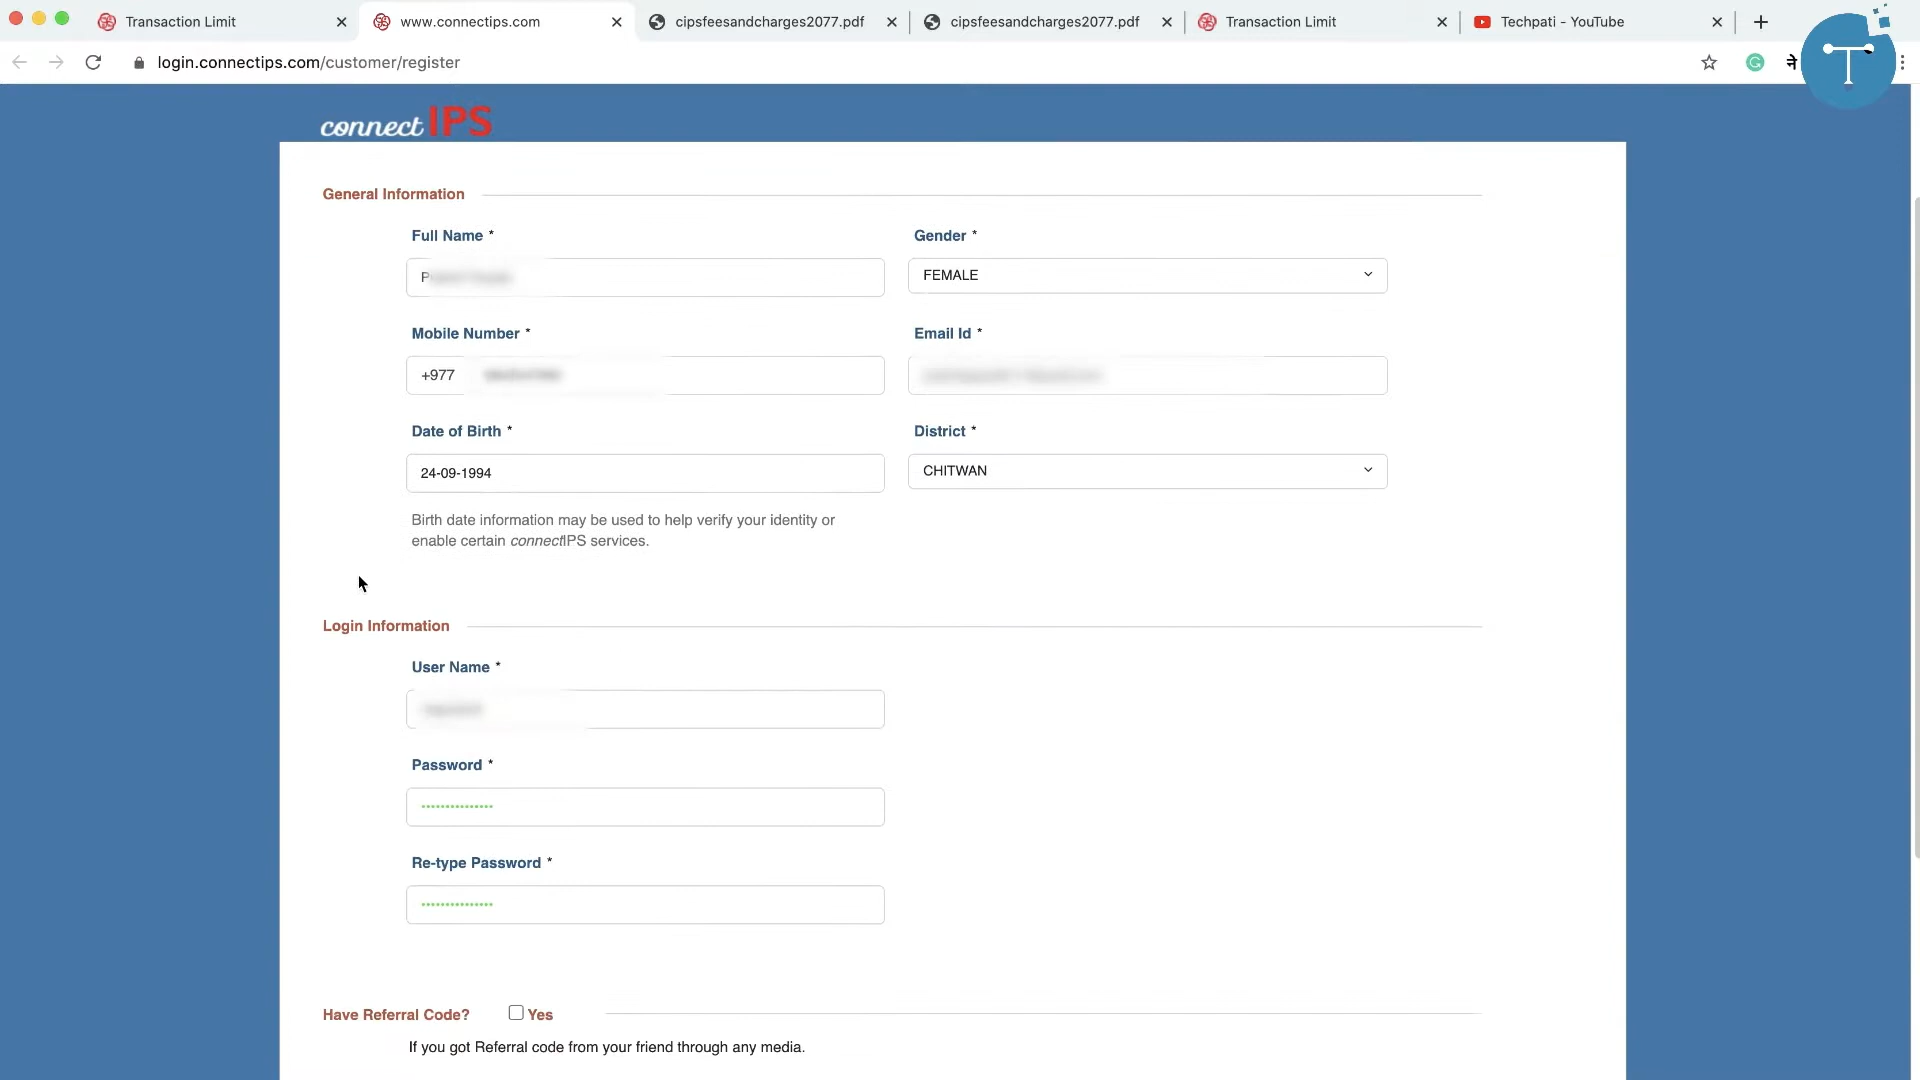 Transaction Limit
www.connectips.com
cipsfeesandcharges2077.pdf
cipsfeesandcharges2077.pdf
Transaction Limit
Techpati - YouTube
login.connectips.com/customer/register
ने
T
connectIPS
General Information
Full Name *
Gender *
P
FEMALE
Mobile Number *
Email Id *
+977
Date of Birth *
District *
24-09-1994
CHITWAN
Birth date information may be used to help verify your identity or
enable certain connectIPS services.
Login Information
User Name *
Password *
Re-type Password *
Have Referral Code?
Yes
If you got Referral code from your friend through any media.